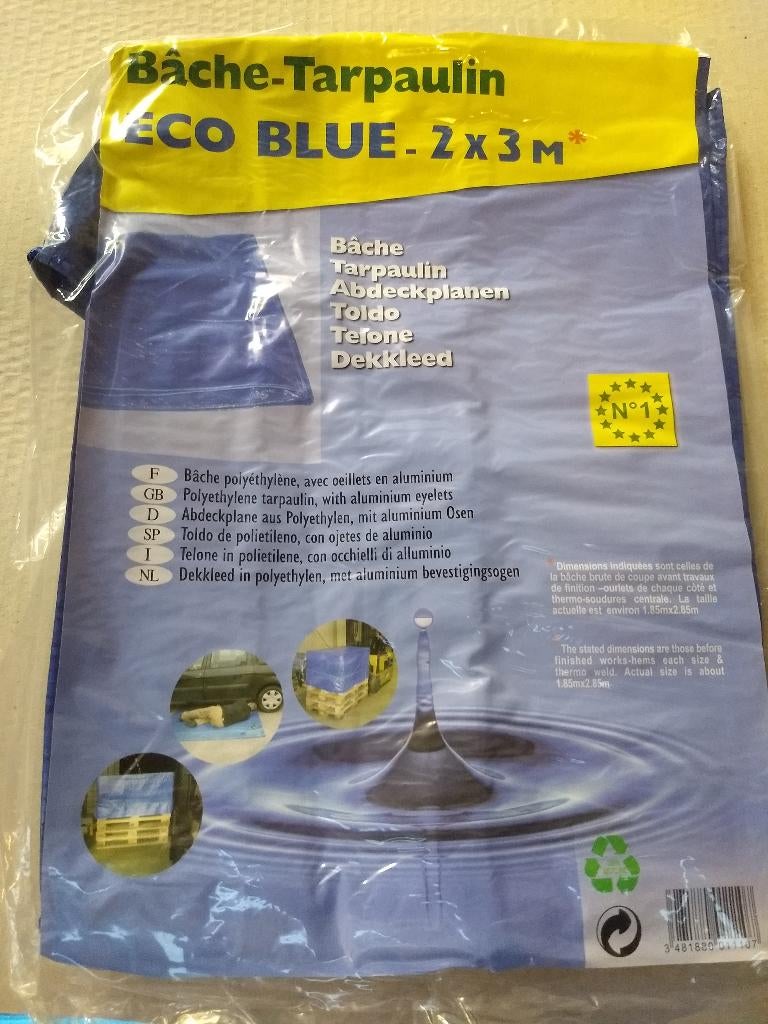 Bâche-Tarpaulin
ECO BLUE - 2 x 3 M*
Bâche
Tarpaulin
Abdeckplanen
Toldo
Telone
Dekkleed
N°1
F Bâche polyéthylène, avec oeillets en aluminium
GB Polyethylene tarpaulin, with aluminium eyelets
D Abdeckplane aus Polyethylen, mit aluminium Osen
SP Toldo de polietileno, con ojetes de aluminio
I Telone in polietilene, con occhielli di alluminio
NL Dekkleed in polyethylen, met aluminium bevestigingsogen
* Dimensions indiquées sont celles de
la bâche brute de coupe avant travaux
de finition –ourlets de chaque côté et
thermo-soudures centrale. La taille
actuelle est environ 1.85mx2.85m
The stated dimensions are those before
finished works-hems each size &
thermo weld. Actual size is about
1.85mx2.85m